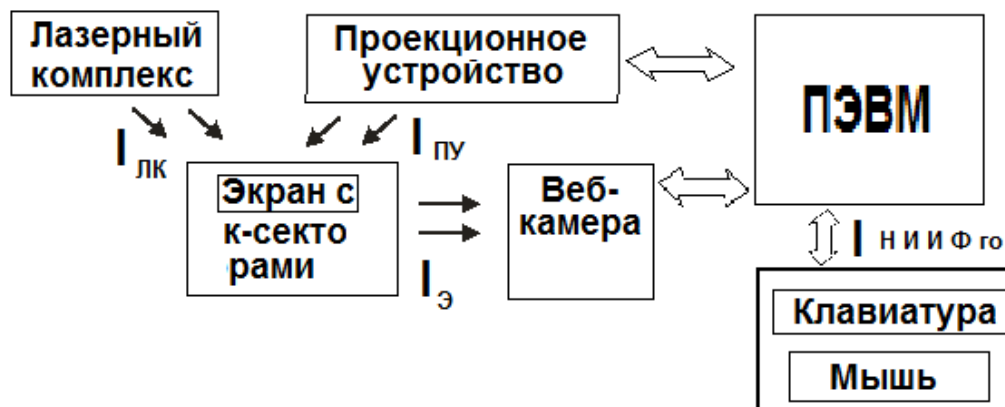 Лазерный
комплекс
Проекционное
устройство
ПЭВМ
I ЛК
I ПУ
Экран с
к-секто
рами
Веб-
камера
I Э
I Н И И Ф го
Клавиатура
Мышь